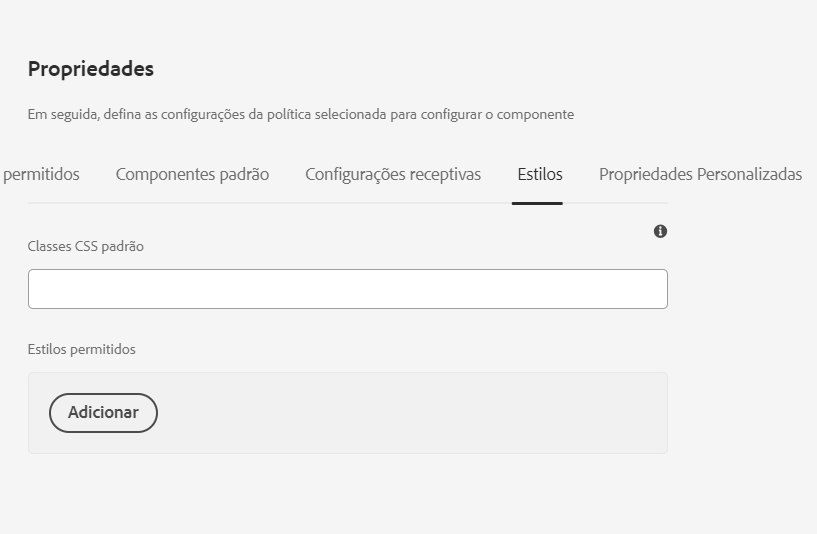 Propriedades
Em seguida, defina as configurações da política selecionada para configurar o componente
permitidos Componentes padrão Configurações receptivas Estilos Propriedades Personalizadas
Classes CSS padrão
Estilos permitidos
Adicionar